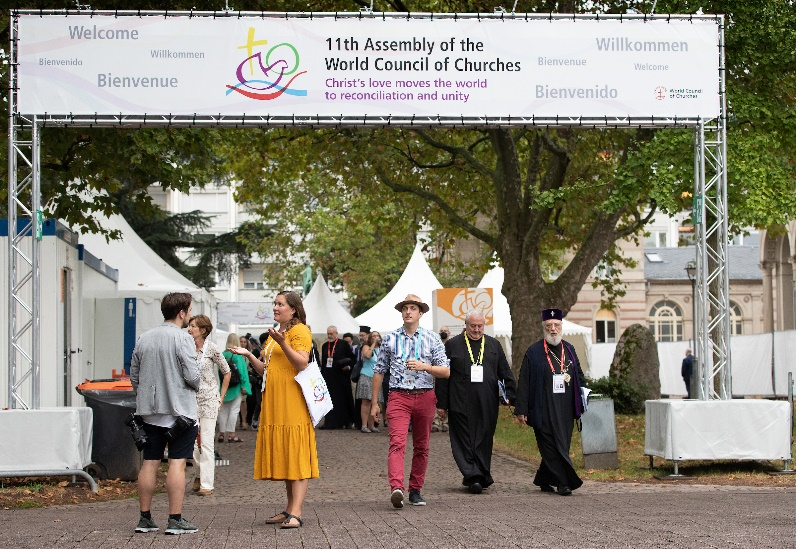 Welcome
Bienvenido
Willkommen
Bienvenue
11th Assembly of the
World Council of Churches
Christ's love moves the world
to reconciliation and unity
Willkommen
Bienvenue
Welcome
Bienvenido
World Council
of Churches